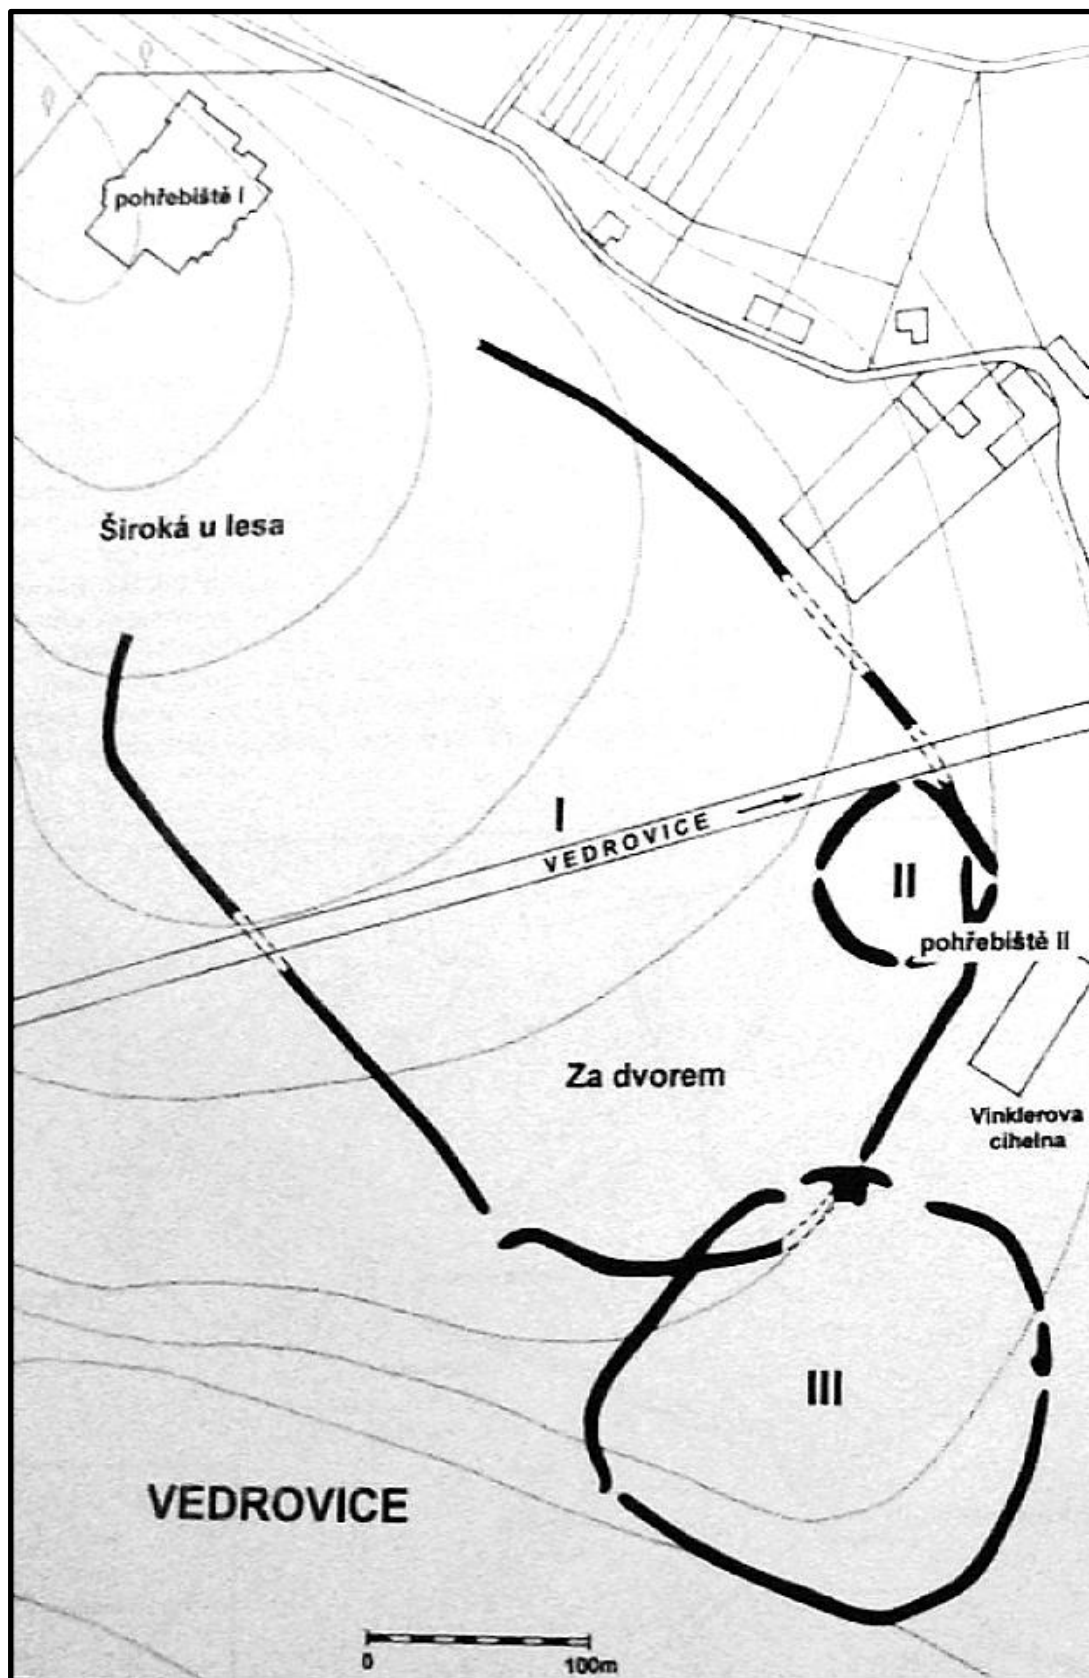 pohřebiště I
Široká u lesa
I
VEDROVICE
II
pohřebiště II
Za dvorem
Vinklerova
cihelna
III
VEDROVICE
0 100m